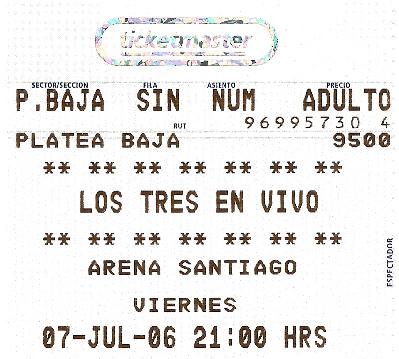 ticketmaster
SECTOR/SECCION FILA ASIENTO PRECIO
P.BAJA SIN NUM ADULTO
RUT 96995730 4
PLATEA BAJA 9500
** ** ** ** ** ** **
LOS TRES EN VIVO
** ** ** ** ** ** **
ARENA SANTIAGO
VIERNES
07-JUL-06 21:00 HRS
ESPECTADOR